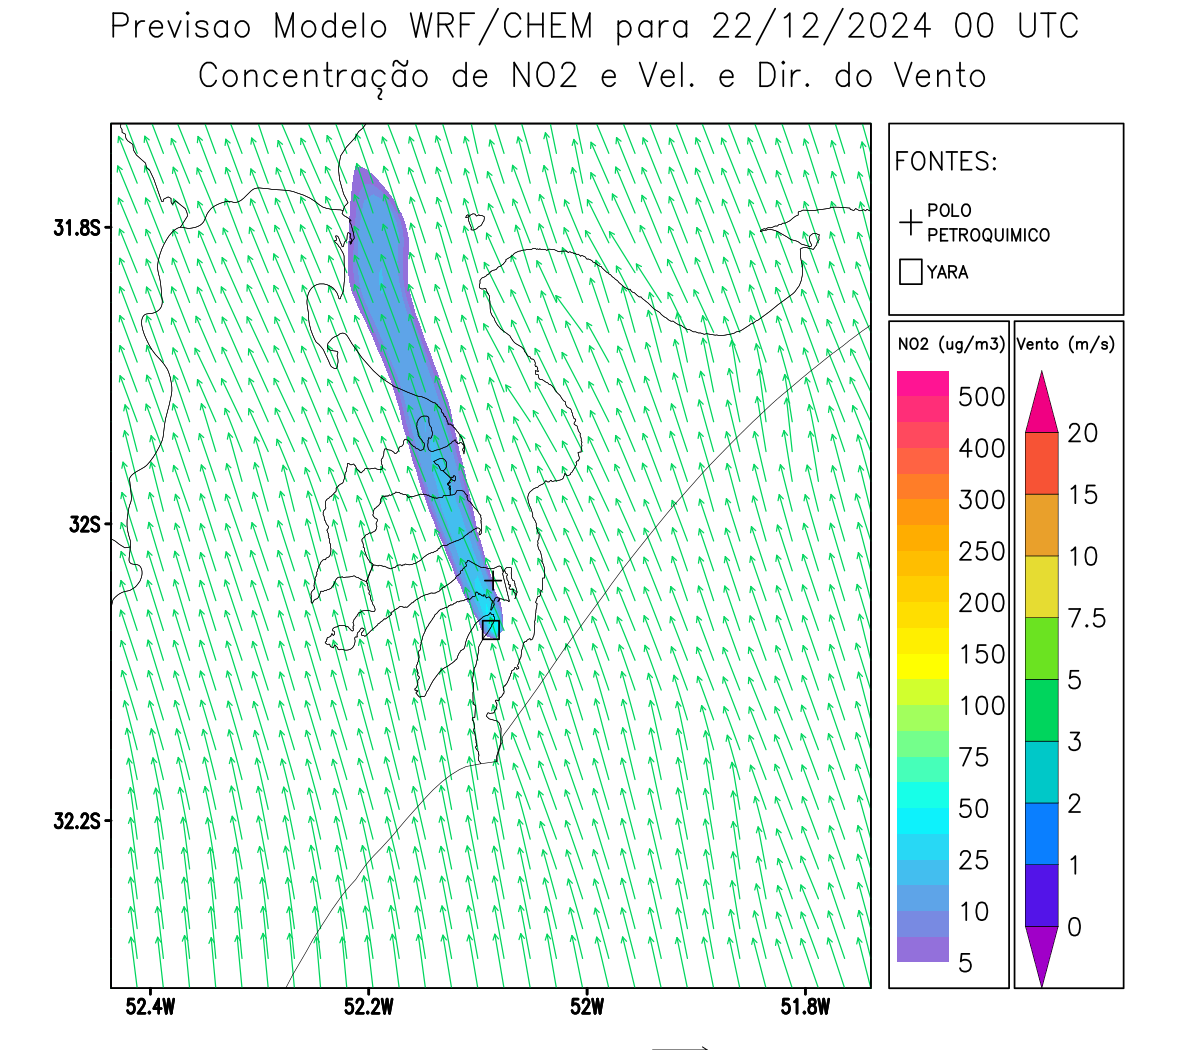 Previsao Modelo WRF/CHEM para 22/12/2024 00 UTC
Concentração de NO2 e Vel. e Dir. do Vento
FONTES:
POLO
PETROQUIMICO
YARA
NO2 (ug/m3)
500
400
300
250
200
150
100
75
50
25
10
5
Vento (m/s)
20
15
10
7.5
5
3
2
1
0
31.8S
32S
32.2S
52.4W
52.2W
52W
51.8W